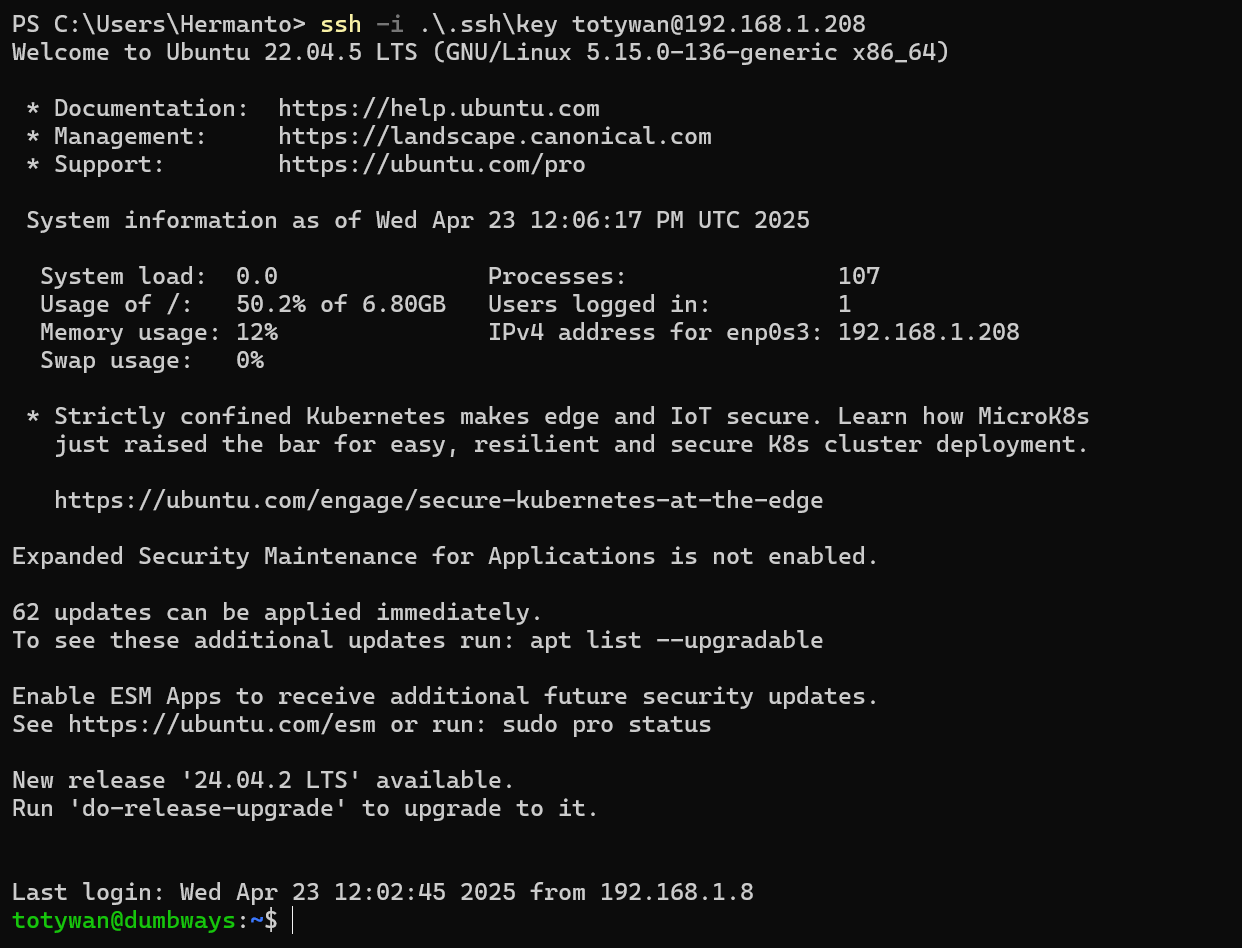 PS C:\Users\Hermanto> ssh -i .\.ssh\key totywan@192.168.1.208
Welcome to Ubuntu 22.04.5 LTS (GNU/Linux 5.15.0-136-generic x86_64)

 * Documentation:  https://help.ubuntu.com
 * Management:     https://landscape.canonical.com
 * Support:        https://ubuntu.com/pro

 System information as of Wed Apr 23 12:06:17 PM UTC 2025

  System load:  0.0               Processes:               107
  Usage of /:   50.2% of 6.80GB   Users logged in:         1
  Memory usage: 12%               IPv4 address for enp0s3: 192.168.1.208
  Swap usage:   0%

 * Strictly confined Kubernetes makes edge and IoT secure. Learn how MicroK8s
   just raised the bar for easy, resilient and secure K8s cluster deployment.

   https://ubuntu.com/engage/secure-kubernetes-at-the-edge

Expanded Security Maintenance for Applications is not enabled.

62 updates can be applied immediately.
To see these additional updates run: apt list --upgradable

Enable ESM Apps to receive additional future security updates.
See https://ubuntu.com/esm or run: sudo pro status

New release '24.04.2 LTS' available.
Run 'do-release-upgrade' to upgrade to it.


Last login: Wed Apr 23 12:02:45 2025 from 192.168.1.8
totywan@dumbways:~$